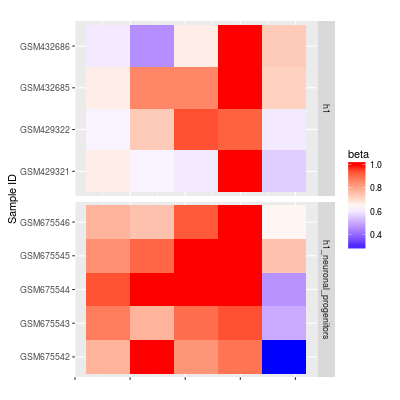 GSM432686
GSM432685
GSM429322
GSM429321
h1
GSM675546
GSM675545
GSM675544
GSM675543
GSM675542
h1_neuronal_progenitors
Sample ID
beta
1.0
0.8
0.6
0.4